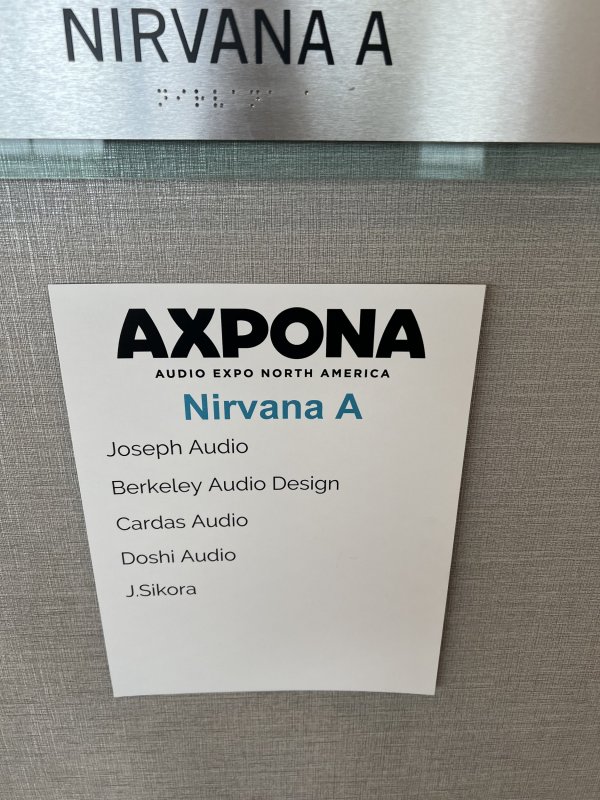 NIRVANA A
AXPONA
AUDIO EXPO NORTH AMERICA
Nirvana A
Joseph Audio
Berkeley Audio Design
Cardas Audio
Doshi Audio
J.Sikora